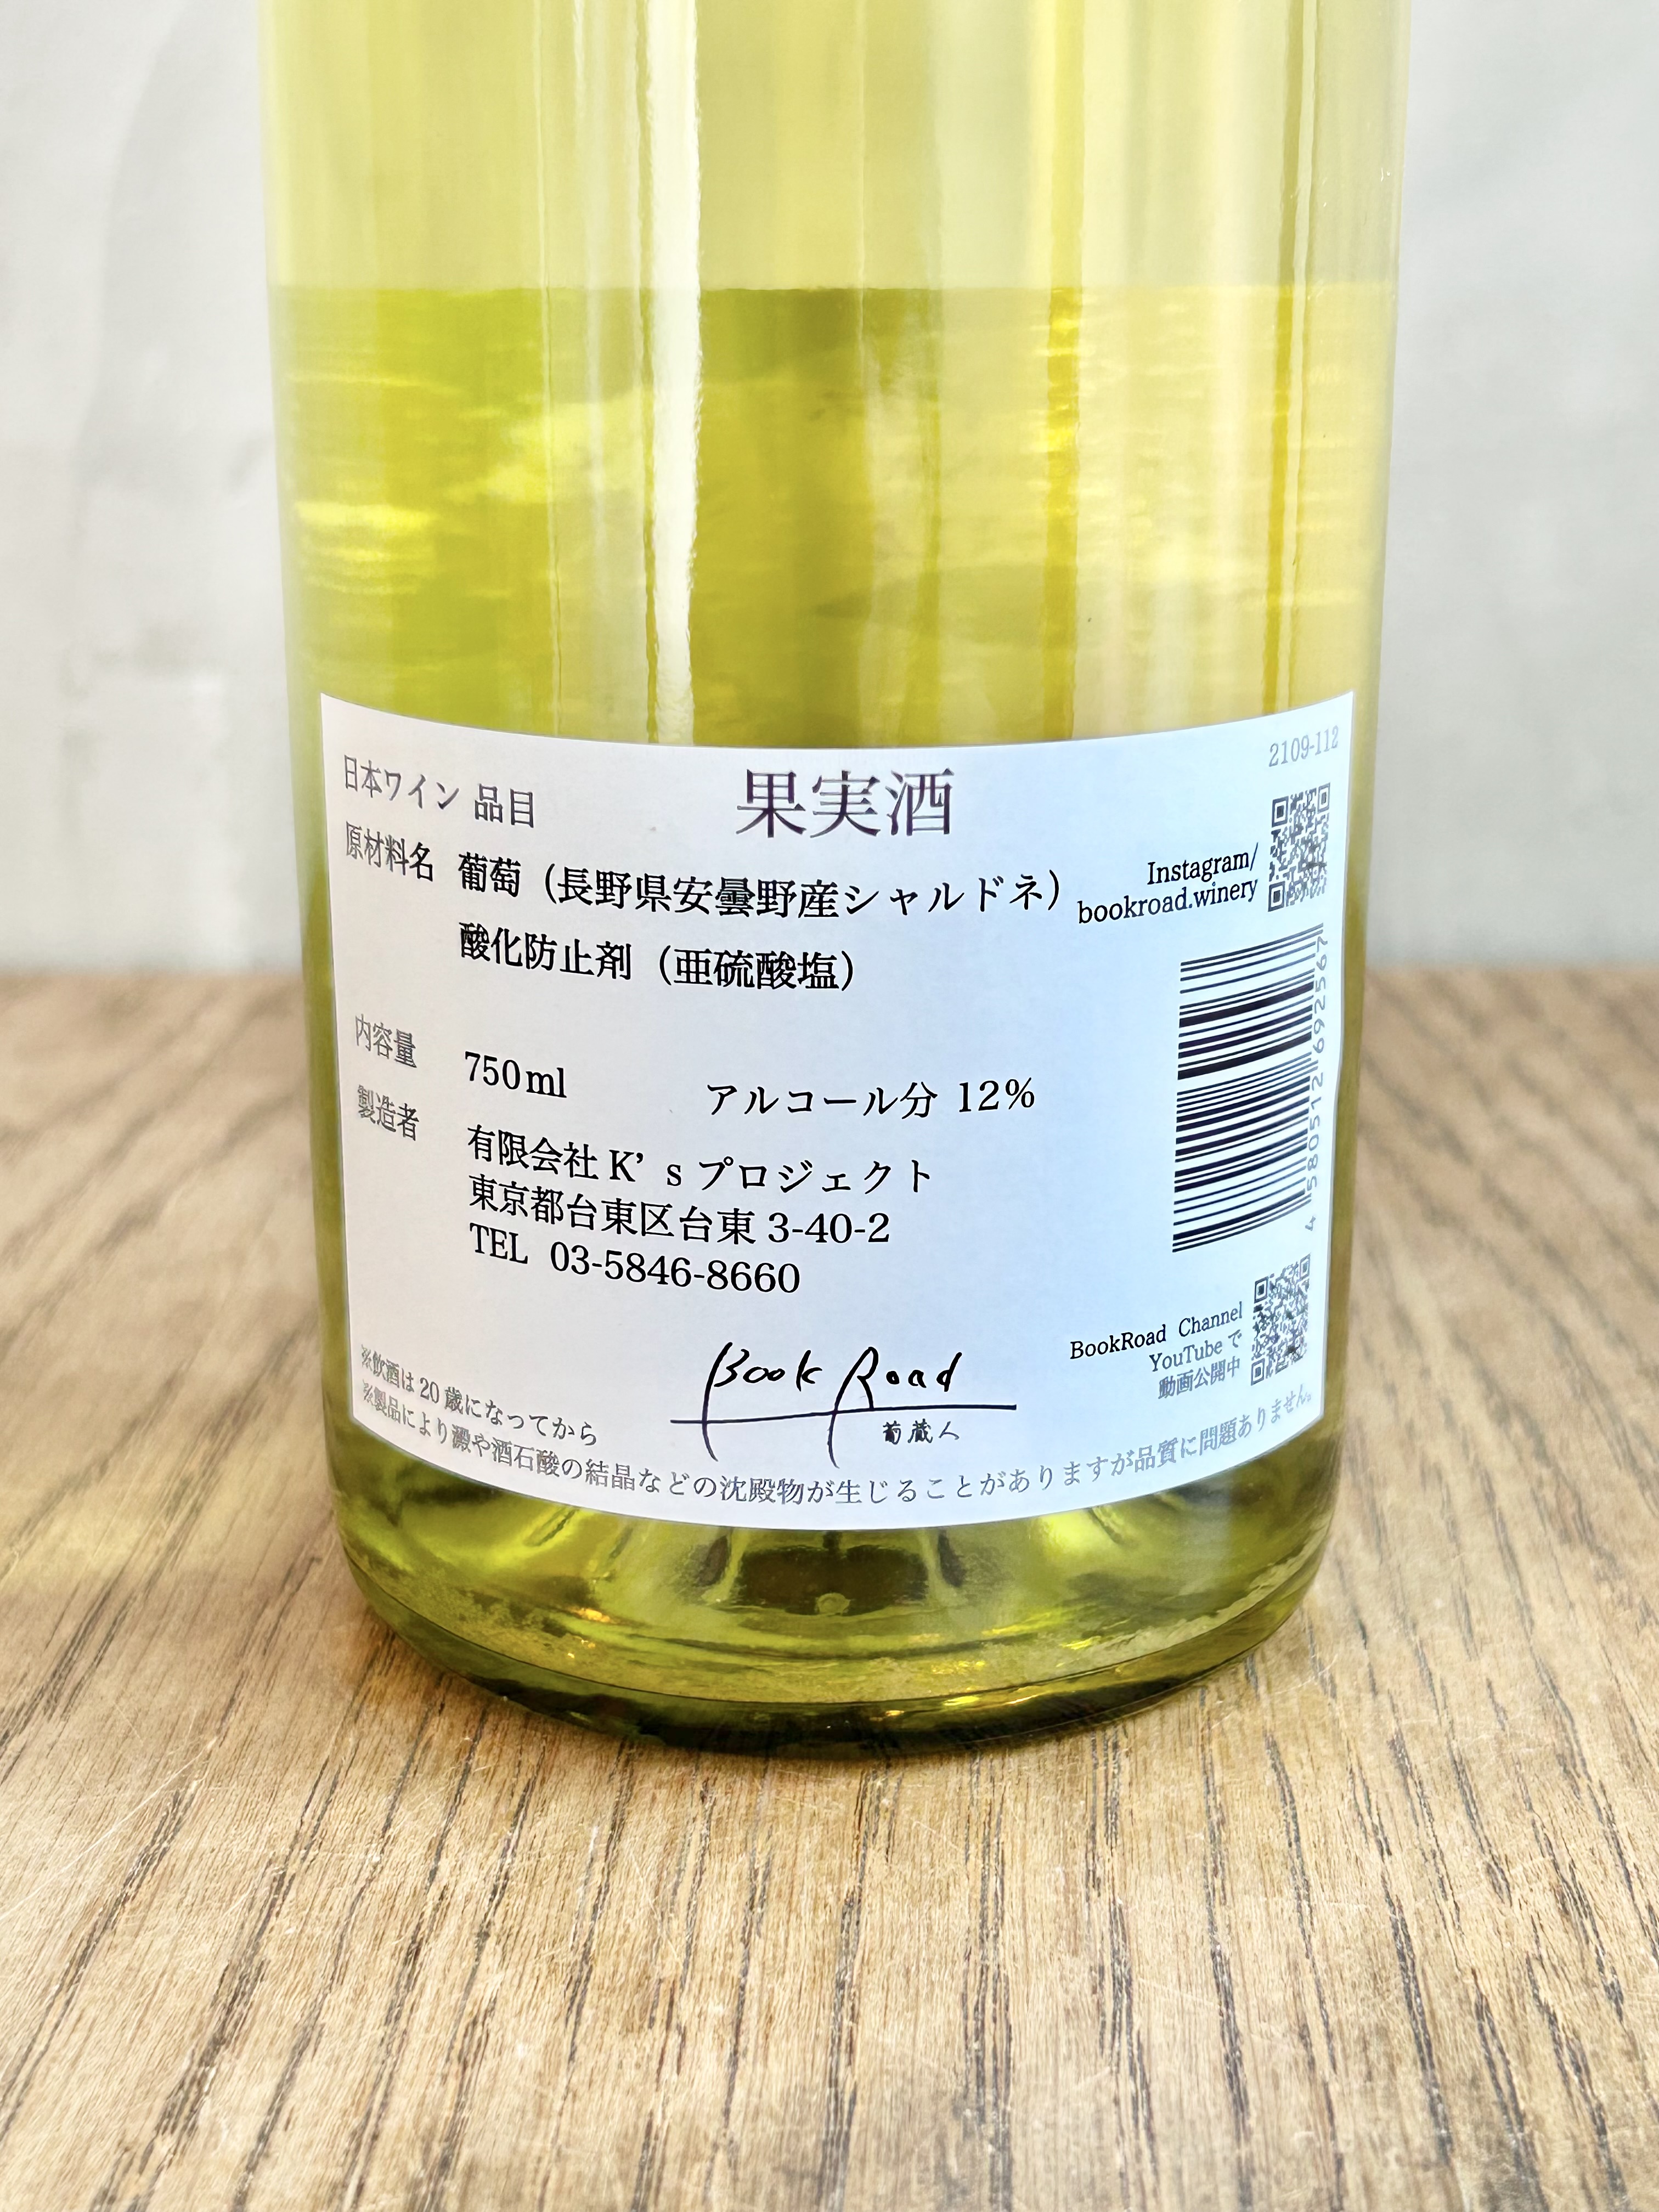 2109-112
日本ワイン 品目 果実酒
原材料名 葡萄（長野県安曇野産シャルドネ）
酸化防止剤（亜硫酸塩）
Instagram/
bookroad.winery
内容量 750ml アルコール分 12%
製造者 有限会社 K’s プロジェクト
東京都台東区台東 3-40-2
TEL 03-5846-8660
4 580512 692567
BookRoad Channel
YouTube で
動画公開中
Book Road
葡蔵人
※飲酒は 20 歳になってから
※製品により澱や酒石酸の結晶などの沈殿物が生じることがありますが品質に問題ありません。